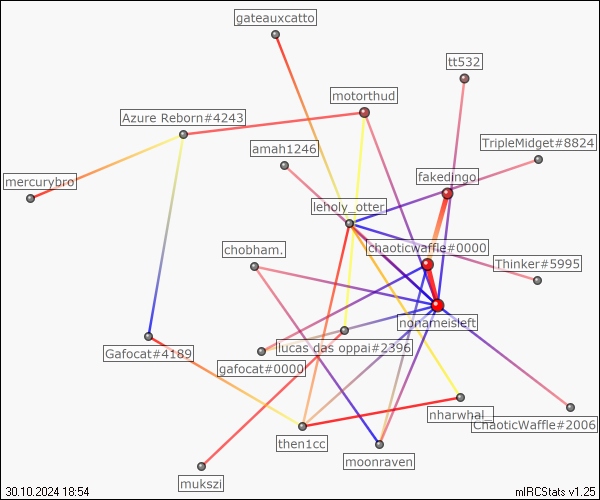 gateauxcatto
tt532
motorthud
Azure Reborn#4243
TripleMidget#8824
amah1246
fakedingo
mercurybro
leholy_otter
chobham.
chaoticwaffle#0000
Thinker#5995
nonameisleft
lucas das oppai#2396
Gafocat#4189
gafocat#0000
nharwhal_
ChaoticWaffle#2006
then1cc
moonraven
mukszi
30.10.2024 18:54
mIRCStats v1.25